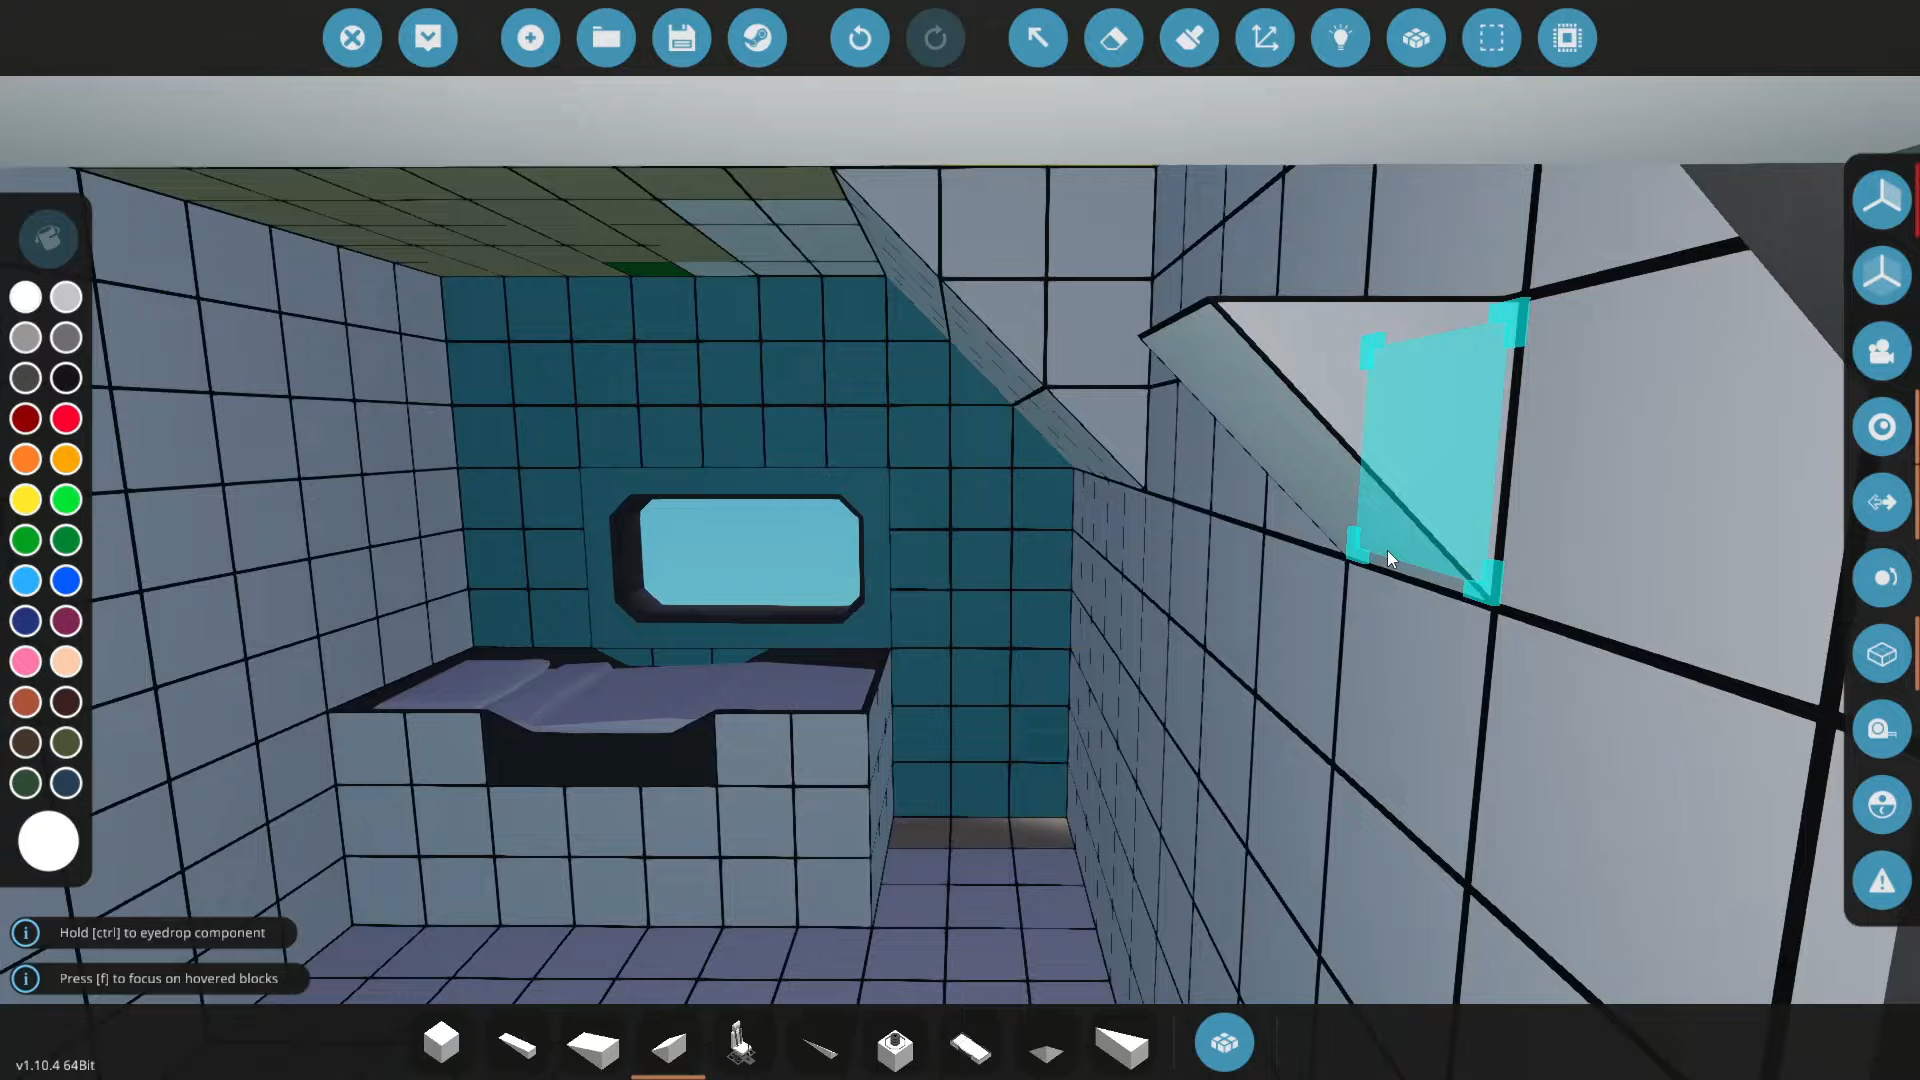 Hold [ctrl] to eyedrop component
Press [f] to focus on hovered blocks
v1.10.4 64Bit